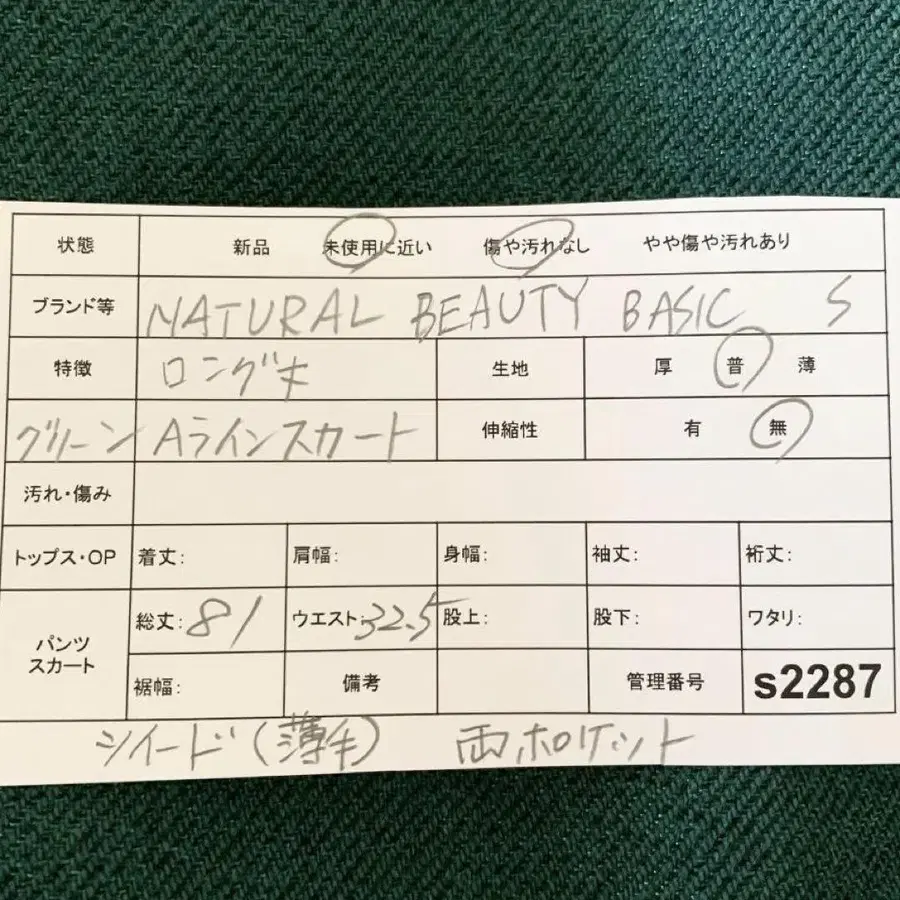 状態 新品 未使用に近い 傷や汚れなし やや傷や汚れあり
ブランド等 NATURAL BEAUTY BASIC S
特徴 ロング丈 生地 厚 普 薄
グリーン Aラインスカート 伸縮性 有 無
汚れ・傷み
トップス・OP 着丈: 肩幅: 身幅: 袖丈: 裄丈:
パンツ スカート 総丈:81 ウエスト:32.5 股上: 股下: ワタリ:
裾幅: 備考 管理番号 s2287
ツイード(薄手) 両ポケット